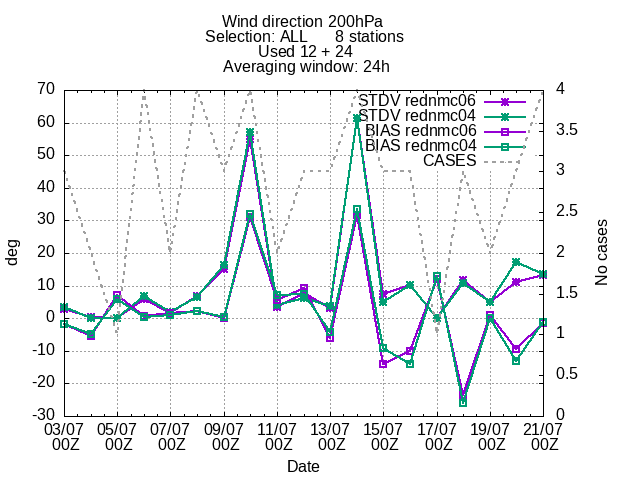 Wind direction 200hPa
Selection: ALL 8 stations
Used 12 + 24
Averaging window: 24h
STDV rednmc06
STDV rednmc04
BIAS rednmc06
BIAS rednmc04
CASES
70
60
50
40
30
20
10
0
-10
-20
-30
deg
4
3.5
3
2.5
2
1.5
1
0.5
0
No cases
03/07 05/07 07/07 09/07 11/07 13/07 15/07 17/07 19/07 21/07
00Z 00Z 00Z 00Z 00Z 00Z 00Z 00Z 00Z 00Z
Date